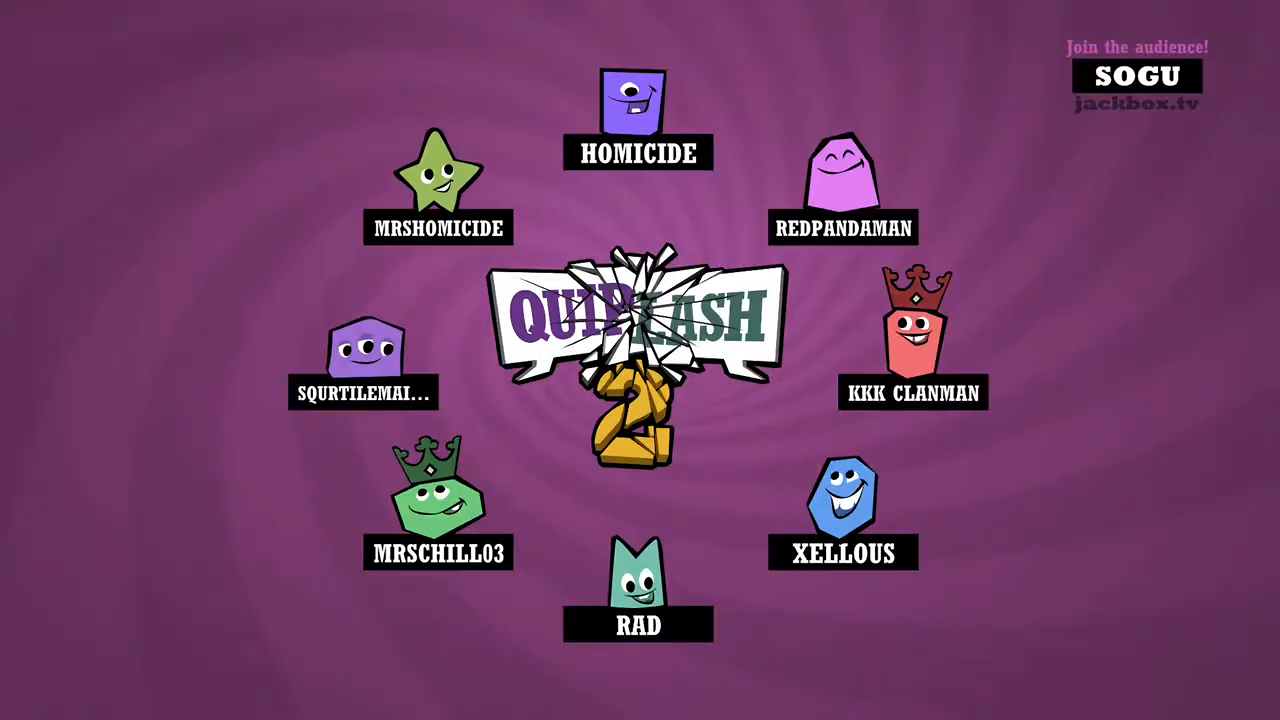 Join the audience!
SOGU
jackbox.tv
HOMICIDE
MRSHOMICIDE
REDPANDAMAN
QUIPLASH
2
SQURTILEMAI...
KKK CLANMAN
MRSCHILL03
XELLOUS
RAD